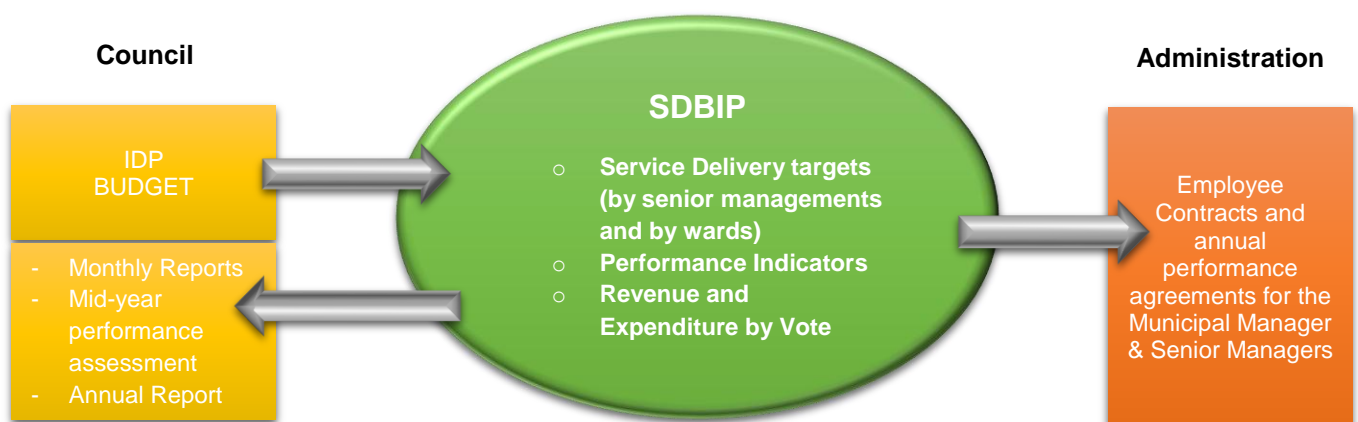 Council
IDP
BUDGET
- Monthly Reports
- Mid-year
performance
assessment
- Annual Report
SDBIP
o Service Delivery targets
(by senior managements
and by wards)
o Performance Indicators
o Revenue and
Expenditure by Vote
Administration
Employee
Contracts and
annual
performance
agreements for the
Municipal Manager
& Senior Managers